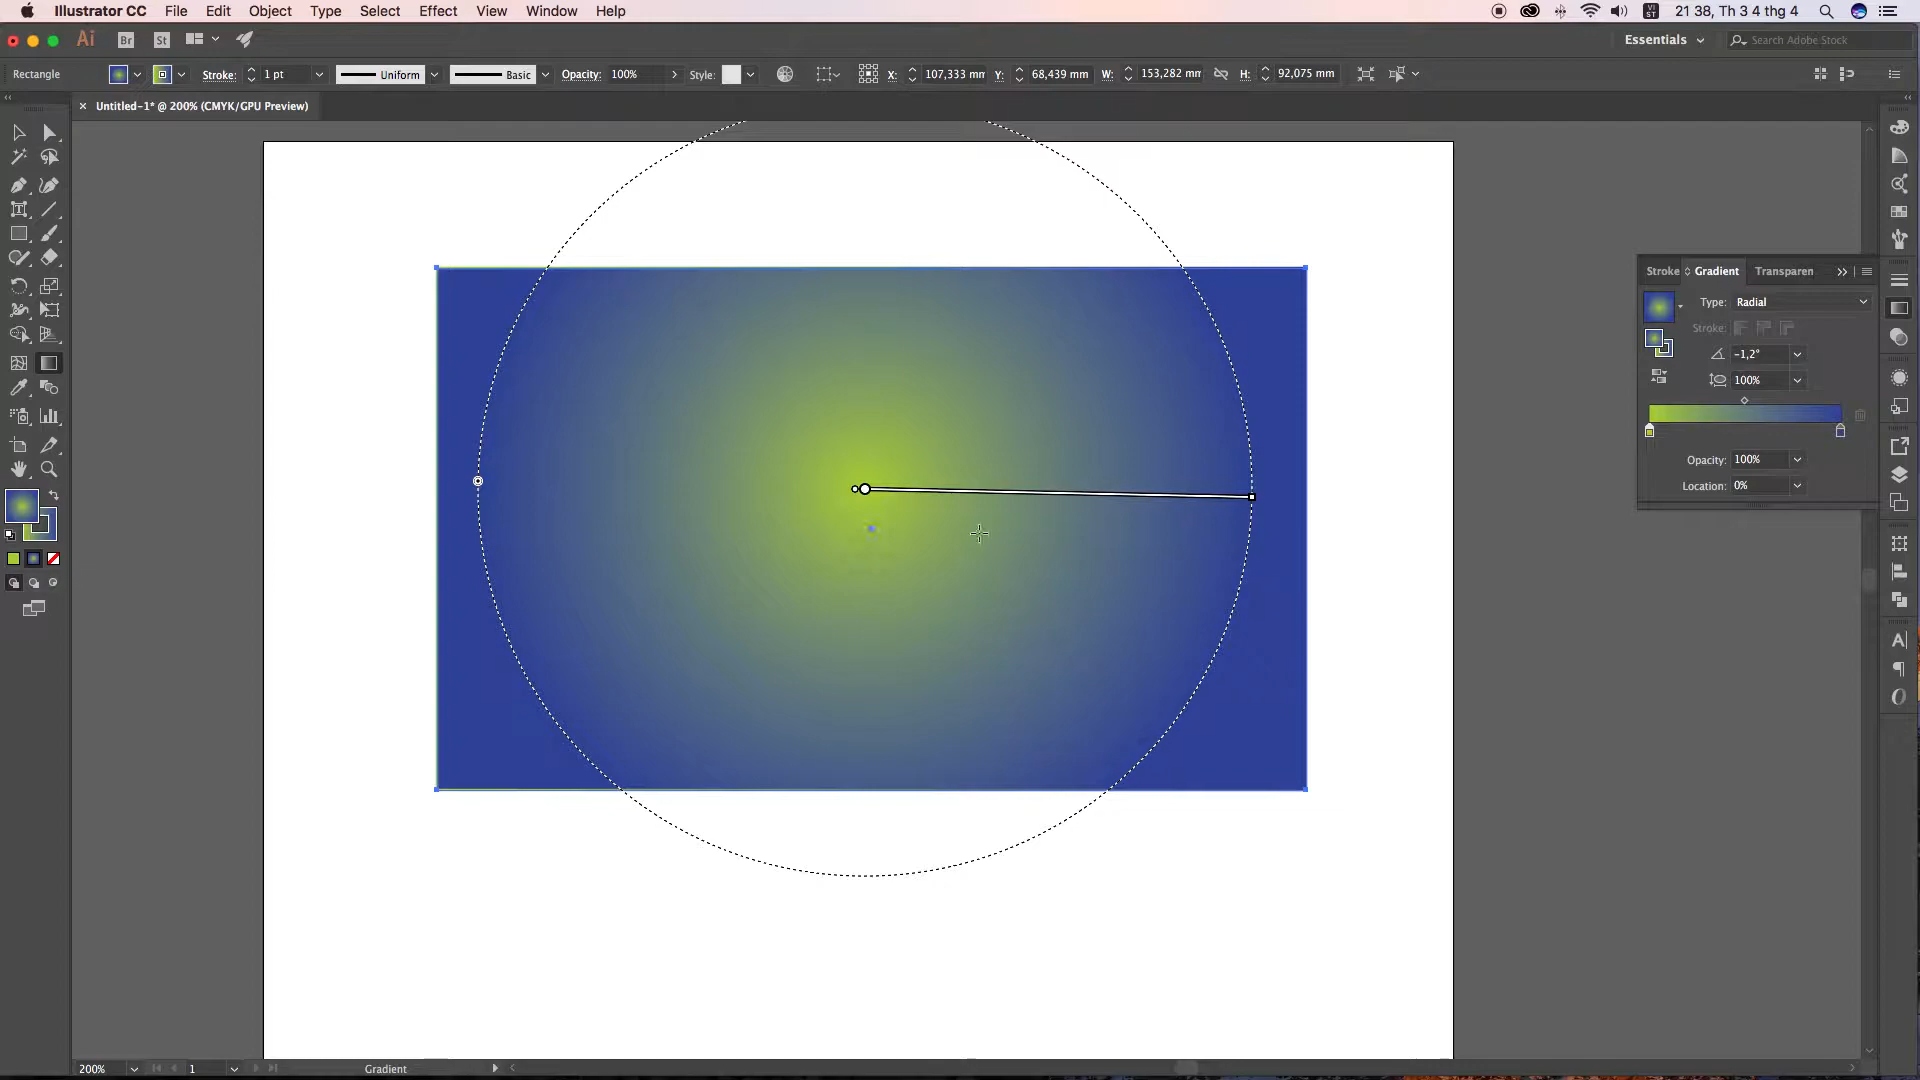 Illustrator CC File Edit Object Type Select Effect View Window Help
VI
ST
21 38, Th 3 4 thg 4
Ai Br St
Essentials
Search Adobe Stock
Rectangle
Stroke: 1 pt
Uniform
Basic
Opacity: 100%
Style:
X: 107,333 mm
Y: 68,439 mm
W: 153,282 mm
H: 92,075 mm
× Untitled-1* @ 200% (CMYK/GPU Preview)
Stroke Gradient Transparen
Type: Radial
Stroke:
-1,2°
100%
Opacity: 100%
Location: 0%
200%
1
Gradient